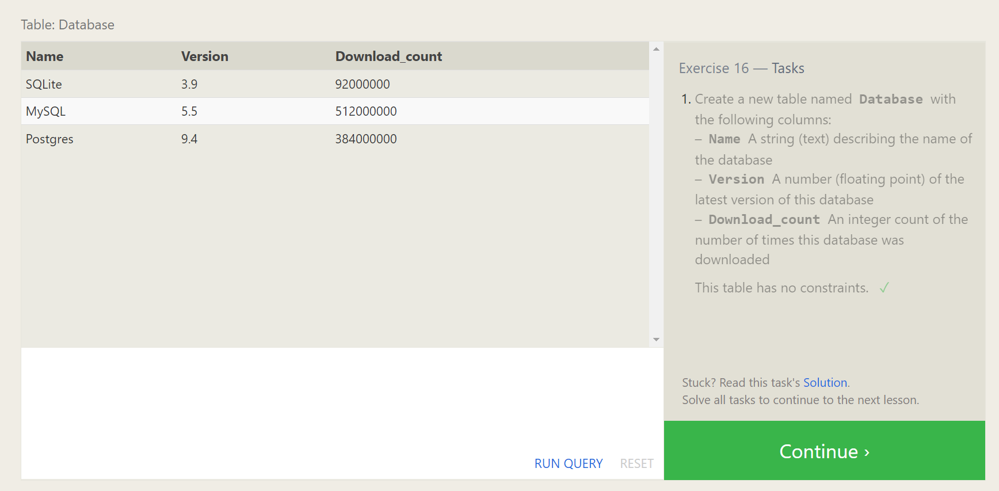 Table: Database
Name Version Download_count
SQLite 3.9 92000000
MySQL 5.5 512000000
Postgres 9.4 384000000
RUN QUERY RESET
Exercise 16 — Tasks
1. Create a new table named Database with
the following columns:
– Name A string (text) describing the name of
the database
– Version A number (floating point) of the
latest version of this database
– Download_count An integer count of the
number of times this database was
downloaded
This table has no constraints. ✓
Stuck? Read this task's Solution.
Solve all tasks to continue to the next lesson.
Continue ›